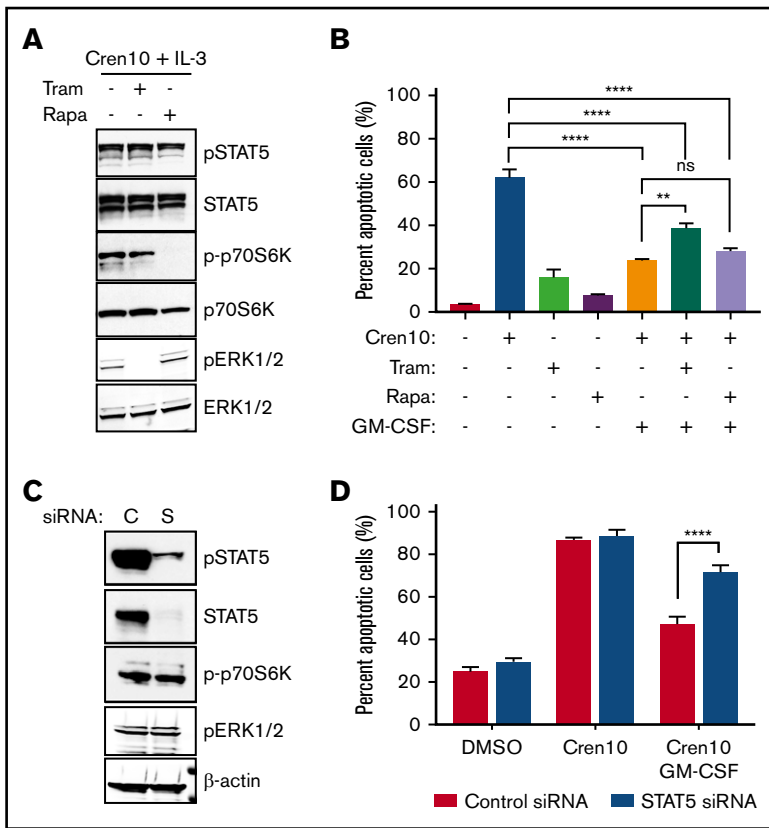 A
Cren10 + IL-3
Tram - + -
Rapa - - +
pSTAT5
STAT5
p-p70S6K
p70S6K
pERK1/2
ERK1/2
B
Percent apoptotic cells (%)
100
80
60
40
20
0
****
****
****
ns
**
Cren10: - + - - + + +
Tram: - - + - - + -
Rapa: - - - + - - +
GM-CSF: - - - - + + +
C
siRNA: C S
pSTAT5
STAT5
p-p70S6K
pERK1/2
β-actin
D
Percent apoptotic cells (%)
100
80
60
40
20
0
****
DMSO
Cren10
Cren10
GM-CSF
Control siRNA
STAT5 siRNA